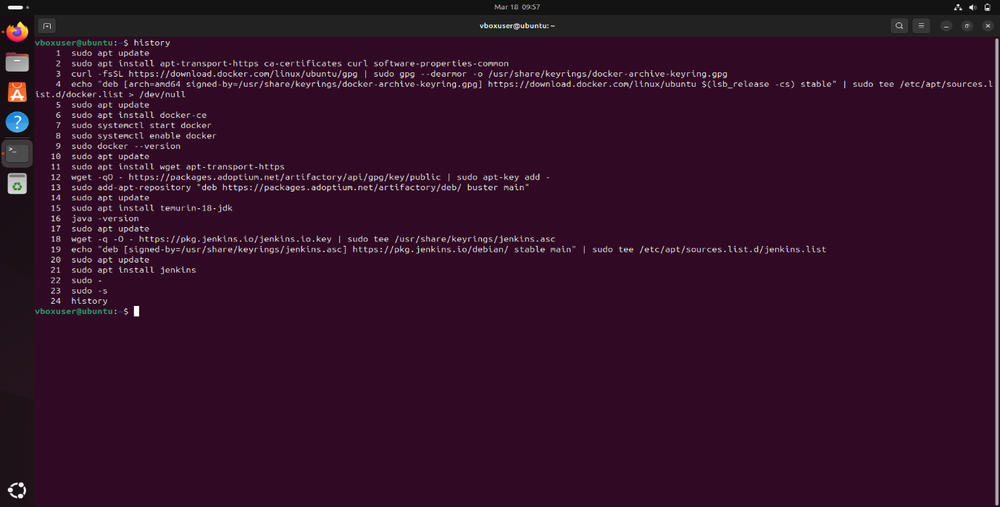 Mar 18 09:57
vboxuser@ubuntu: ~
vboxuser@ubuntu:~$ history
1 sudo apt update
2 sudo apt install apt-transport-https ca-certificates curl software-properties-common
3 curl -fsSL https://download.docker.com/linux/ubuntu/gpg | sudo gpg --dearmor -o /usr/share/keyrings/docker-archive-keyring.gpg
4 echo "deb [arch=amd64 signed-by=/usr/share/keyrings/docker-archive-keyring.gpg] https://download.docker.com/linux/ubuntu $(lsb_release -cs) stable" | sudo tee /etc/apt/sources.l
ist.d/docker.list > /dev/null
5 sudo apt update
6 sudo apt install docker-ce
7 sudo systemctl start docker
8 sudo systemctl enable docker
9 sudo docker --version
10 sudo apt update
11 sudo apt install wget apt-transport-https
12 wget -qO - https://packages.adoptium.net/artifactory/api/gpg/key/public | sudo apt-key add -
13 sudo add-apt-repository "deb https://packages.adoptium.net/artifactory/deb/ buster main"
14 sudo apt update
15 sudo apt install temurin-18-jdk
16 java -version
17 sudo apt update
18 wget -q -O - https://pkg.jenkins.io/jenkins.io.key | sudo tee /usr/share/keyrings/jenkins.asc
19 echo "deb [signed-by=/usr/share/keyrings/jenkins.asc] https://pkg.jenkins.io/debian/ stable main" | sudo tee /etc/apt/sources.list.d/jenkins.list
20 sudo apt update
21 sudo apt install jenkins
22 sudo -
23 sudo -s
24 history
vboxuser@ubuntu:~$